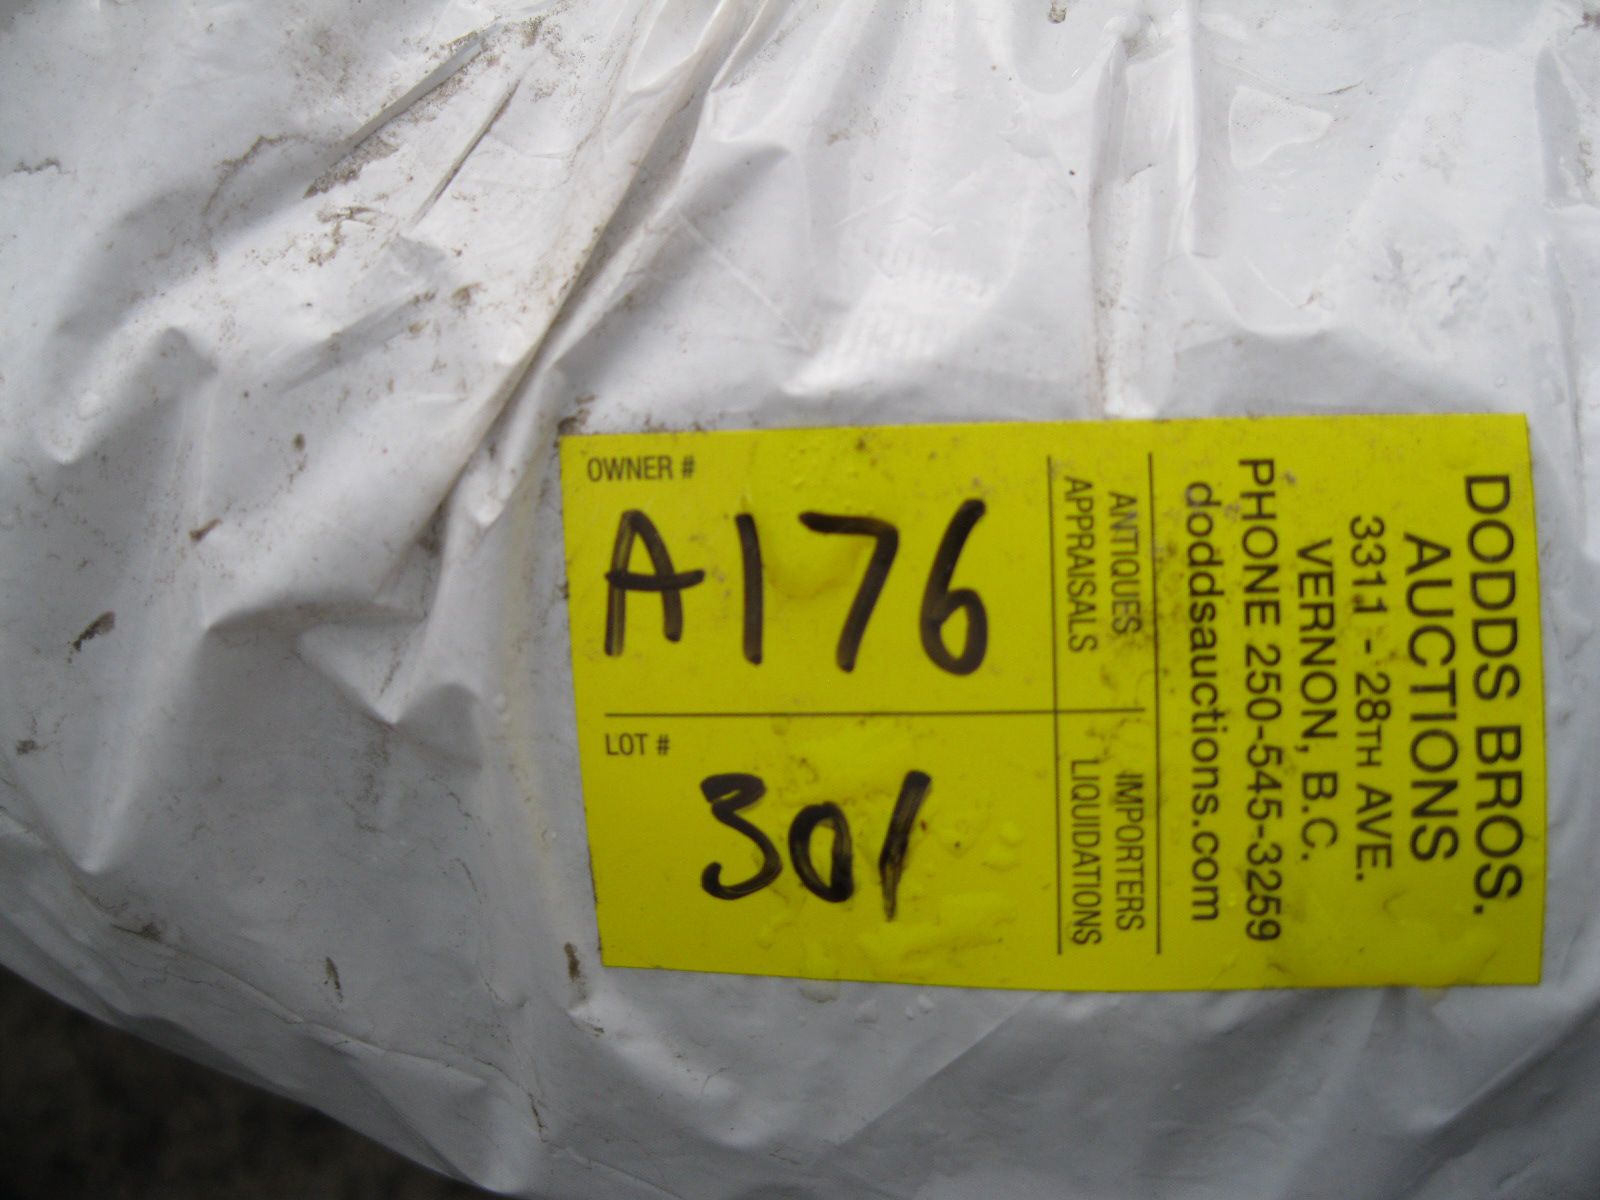 OWNER #
A176
LOT #
301
DODDS BROS.
AUCTIONS
3311 - 28TH AVE.
VERNON, B.C.
PHONE 250-545-3259
doddsauctions.com
ANTIQUES IMPORTERS
APPRAISALS LIQUIDATIONS